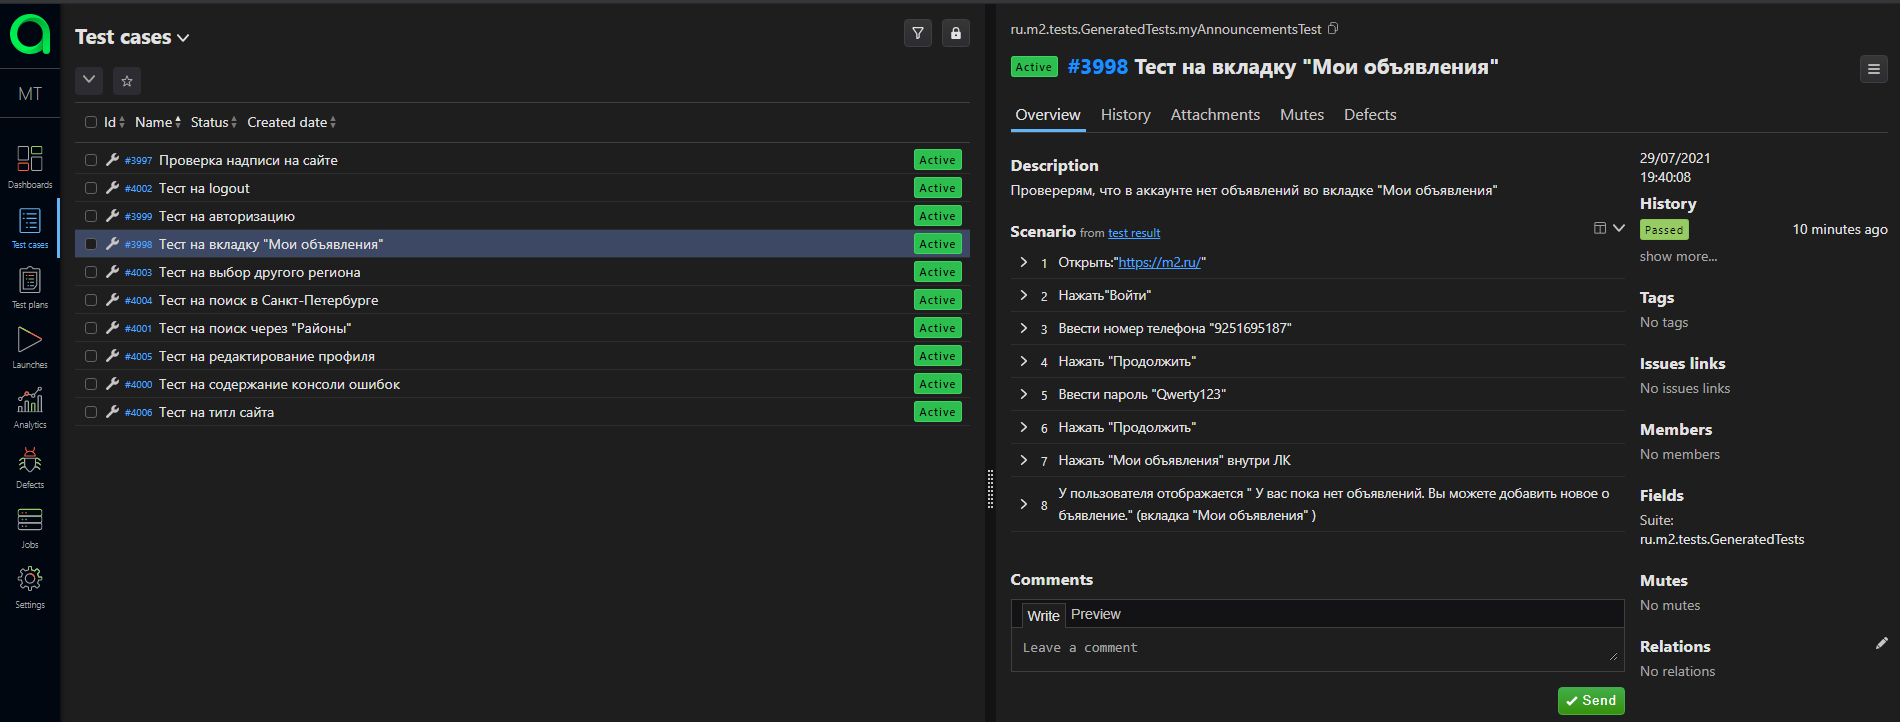 MT
Dashboards
Test cases
Test plans
Launches
Analytics
Defects
Jobs
Settings
Test cases
Id Name Status Created date
#3997 Проверка надписи на сайте Active
#4002 Тест на logout Active
#3999 Тест на авторизацию Active
#3998 Тест на вкладку "Мои объявления" Active
#4003 Тест на выбор другого региона Active
#4004 Тест на поиск в Санкт-Петербурге Active
#4001 Тест на поиск через "Районы" Active
#4005 Тест на редактирование профиля Active
#4000 Тест на содержание консоли ошибок Active
#4006 Тест на титл сайта Active
ru.m2.tests.GeneratedTests.myAnnouncementsTest
Active #3998 Тест на вкладку "Мои объявления"
Overview History Attachments Mutes Defects
Description
Проверерям, что в аккаунте нет объявлений во вкладке "Мои объявления"
Scenario from test result
1 Открыть:"https://m2.ru/"
2 Нажать"Войти"
3 Ввести номер телефона "9251695187"
4 Нажать "Продолжить"
5 Ввести пароль "Qwerty123"
6 Нажать "Продолжить"
7 Нажать "Мои объявления" внутри ЛК
8 У пользователя отображается " У вас пока нет объявлений. Вы можете добавить новое о
бъявление." (вкладка "Мои объявления" )
Comments
Write Preview
Leave a comment
Send
29/07/2021
19:40:08
History
Passed 10 minutes ago
show more...
Tags
No tags
Issues links
No issues links
Members
No members
Fields
Suite:
ru.m2.tests.GeneratedTests
Mutes
No mutes
Relations
No relations